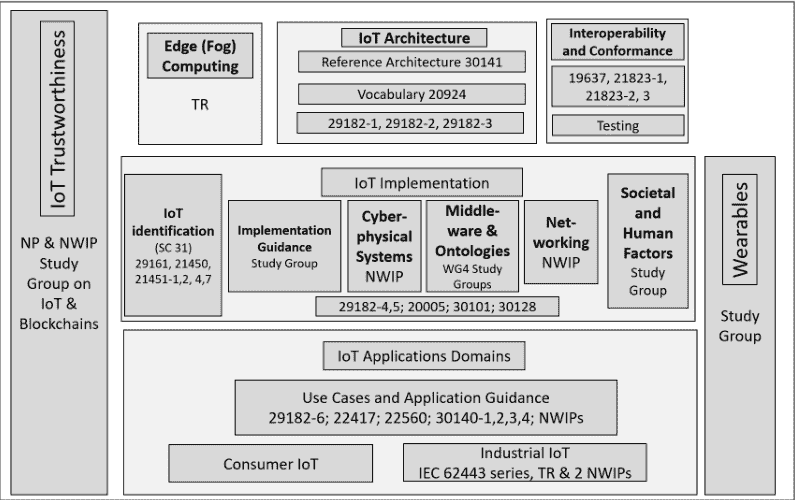 IoT Trustworthiness
NP & NWIP
Study
Group on
IoT &
Blockchains
Edge (Fog)
Computing
TR
IoT Architecture
Reference Architecture 30141
Vocabulary 20924
29182-1, 29182-2, 29182-3
Interoperability
and Conformance
19637, 21823-1,
21823-2, 3
Testing
IoT Implementation
IoT
identification
(SC 31)
29161, 21450,
21451-1,2, 4,7
Implementation
Guidance
Study Group
Cyber-
physical
Systems
NWIP
Middle-
ware &
Ontologies
WG4 Study
Groups
Net-
working
NWIP
Societal
and
Human
Factors
Study
Group
29182-4,5; 20005; 30101; 30128
Wearables
Study
Group
IoT Applications Domains
Use Cases and Application Guidance
29182-6; 22417; 22560; 30140-1,2,3,4; NWIPs
Consumer IoT
Industrial IoT
IEC 62443 series, TR & 2 NWIPs